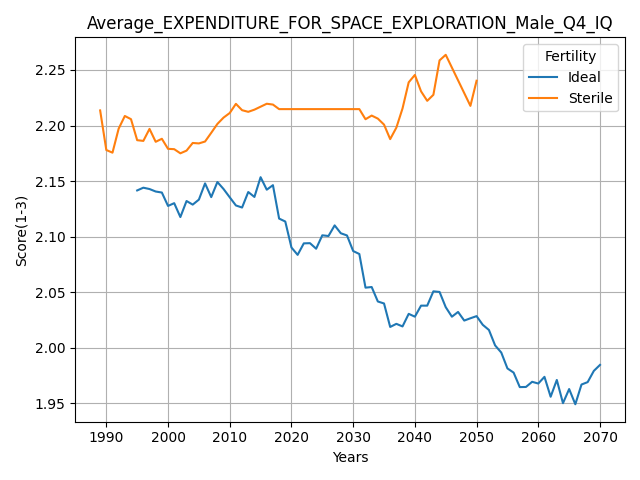 Average_EXPENDITURE_FOR_SPACE_EXPLORATION_Male_Q4_IQ
Fertility
Ideal
Sterile
Score(1-3)
2.25
2.20
2.15
2.10
2.05
2.00
1.95
1990 2000 2010 2020 2030 2040 2050 2060 2070
Years